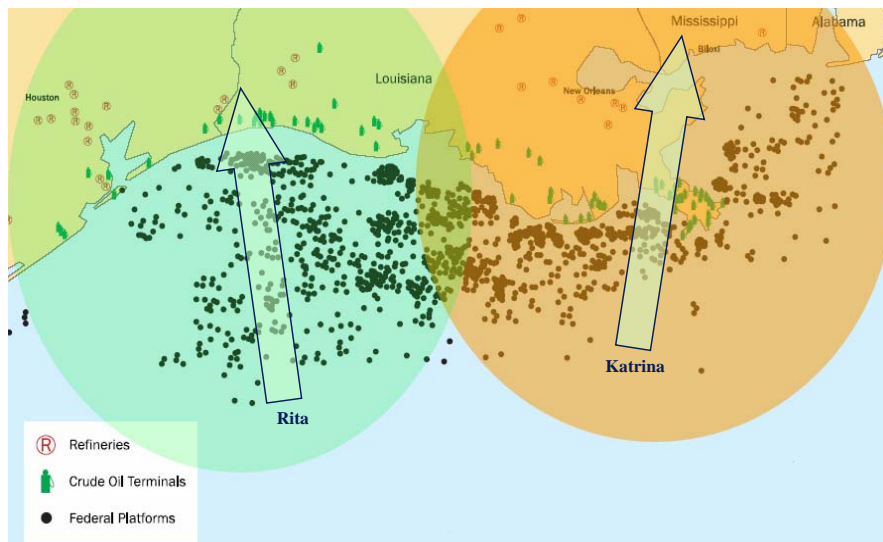 Mississippi
Alabama
Biloxi
Louisiana
Houston
New Orleans
Katrina
Rita
R Refineries
Crude Oil Terminals
Federal Platforms